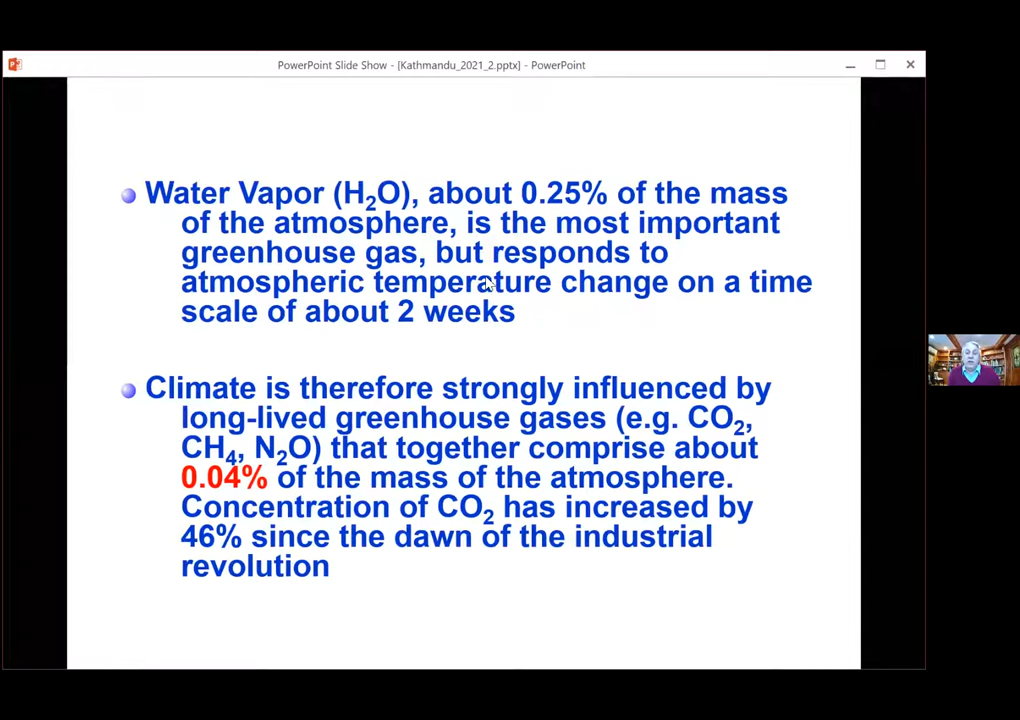 PowerPoint Slide Show - [Kathmandu_2021_2.pptx] - PowerPoint
Water Vapor (H₂O), about 0.25% of the mass
of the atmosphere, is the most important
greenhouse gas, but responds to
atmospheric temperature change on a time
scale of about 2 weeks
Climate is therefore strongly influenced by
long-lived greenhouse gases (e.g. CO₂,
CH₄, N₂O) that together comprise about
0.04% of the mass of the atmosphere.
Concentration of CO₂ has increased by
46% since the dawn of the industrial
revolution